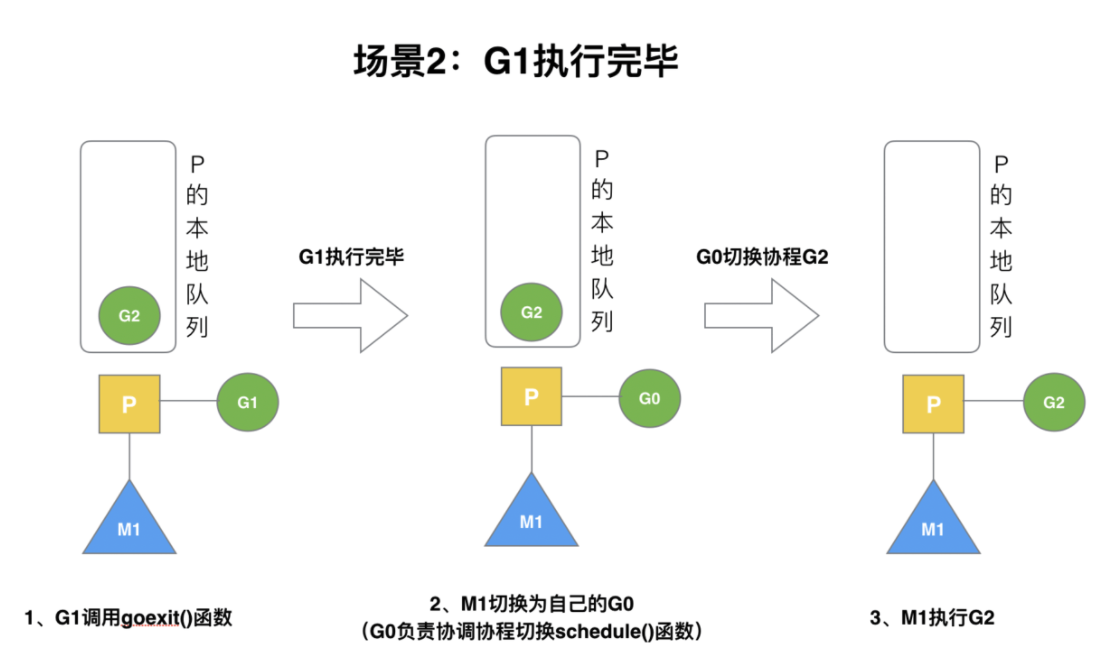 场景2：G1执行完毕
P的本地队列
G2
P
G1
M1
G1执行完毕
P的本地队列
G2
P
G0
M1
G0切换协程G2
P的本地队列
P
G2
M1
1、G1调用goexit()函数
2、M1切换为自己的G0
（G0负责协调协程切换schedule()函数）
3、M1执行G2